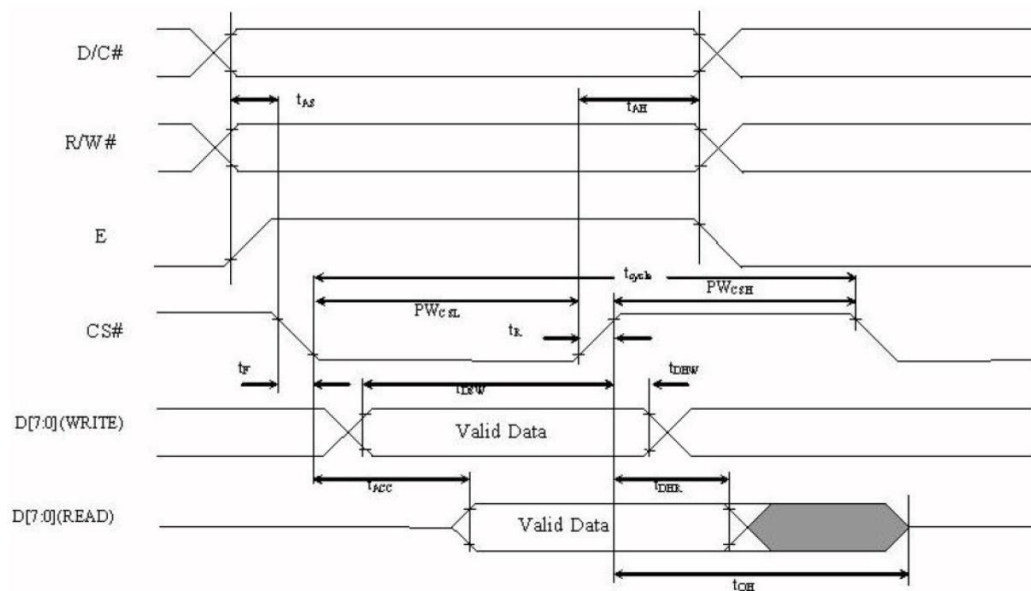 D/C#
tAS
tAH
R/W#
E
tcycle
PWCSL
PWCSH
CS#
tR
tF
tDSW
tDHW
D[7:0](WRITE)
Valid Data
tACC
tDHR
D[7:0](READ)
Valid Data
tOH